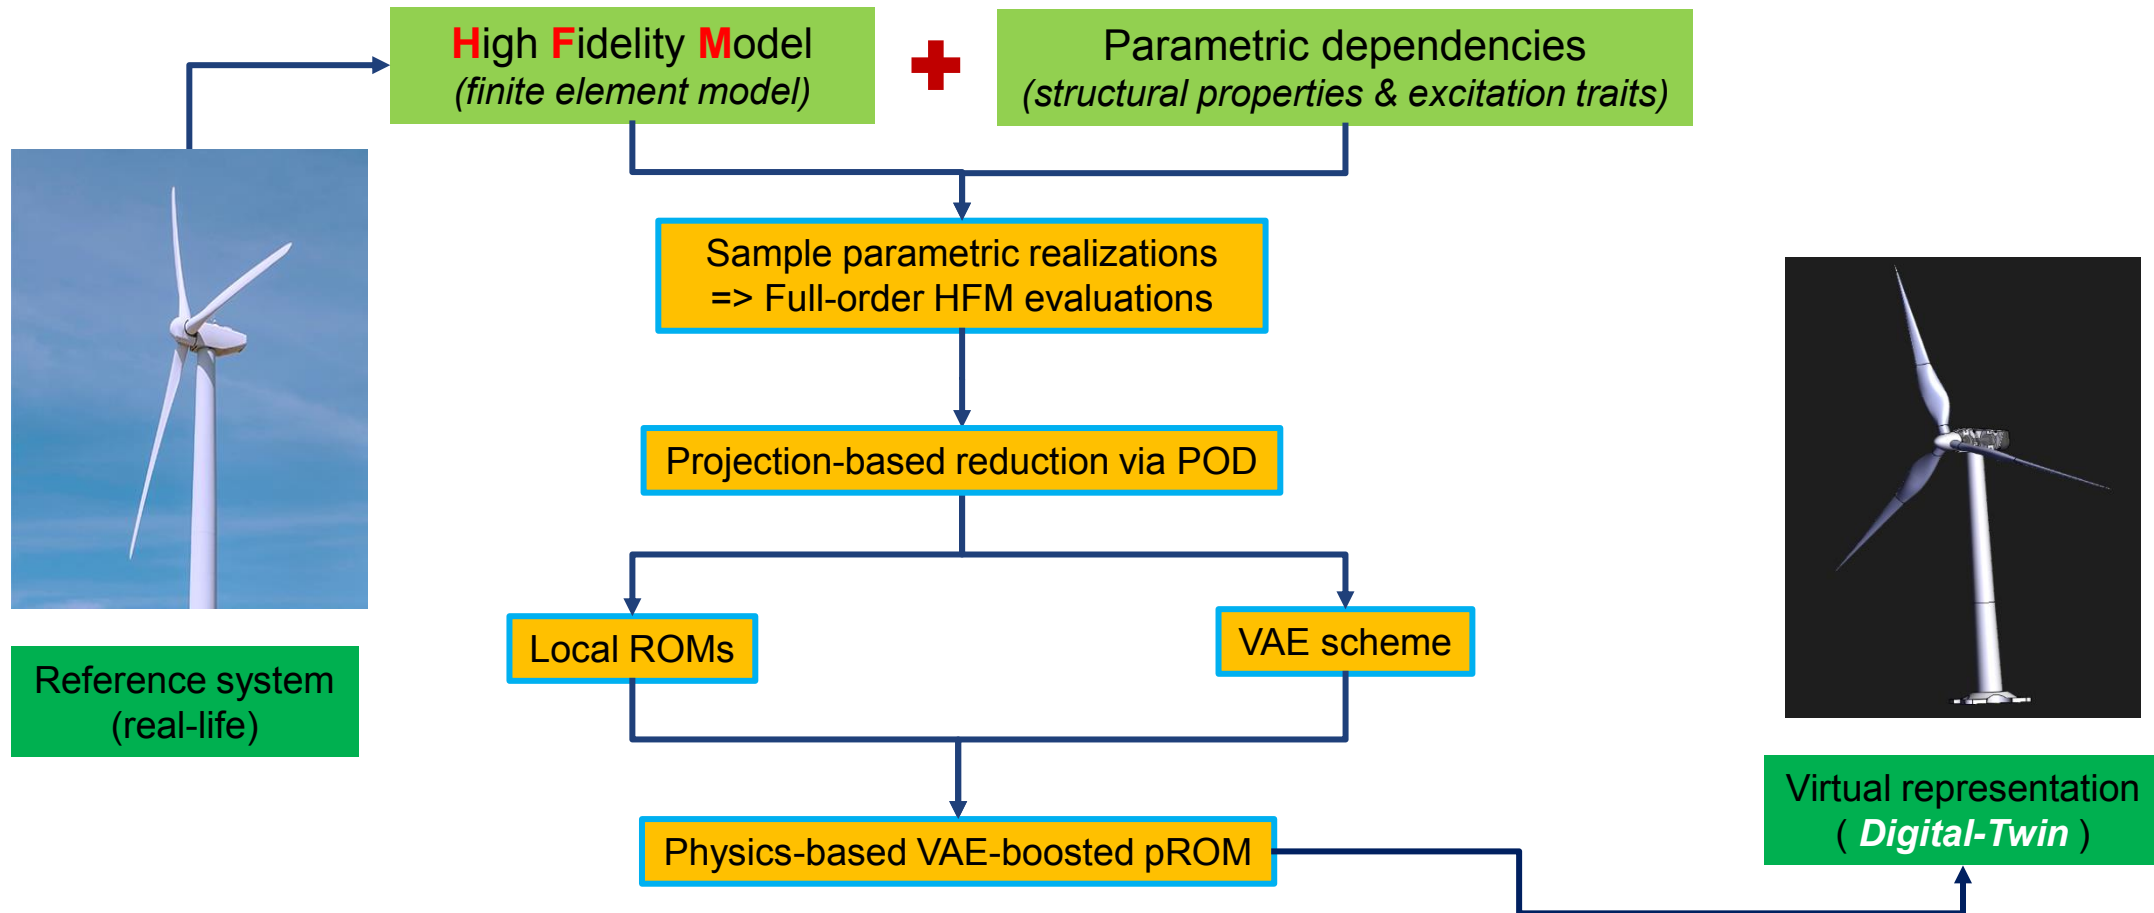 High Fidelity Model
(finite element model)
Parametric dependencies
(structural properties & excitation traits)
Sample parametric realizations
=> Full-order HFM evaluations
Projection-based reduction via POD
Local ROMs
VAE scheme
Reference system
(real-life)
Physics-based VAE-boosted pROM
Virtual representation
( Digital-Twin )